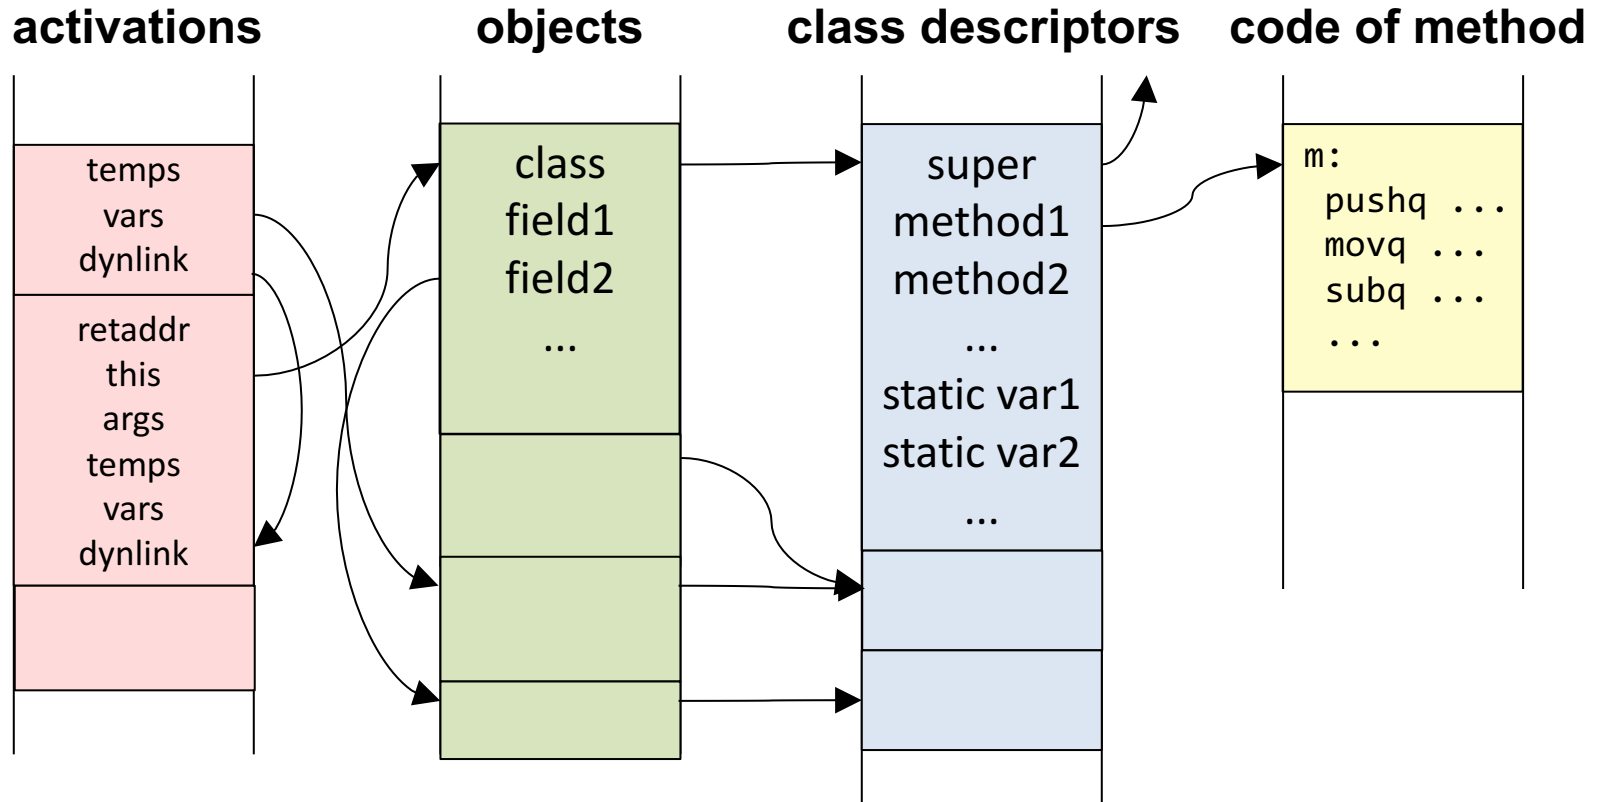 activations
objects
class descriptors
code of method
temps
vars
dynlink
retaddr
this
args
temps
vars
dynlink
class
field1
field2
...
super
method1
method2
...
static var1
static var2
...
m:
pushq ...
movq ...
subq ...
...